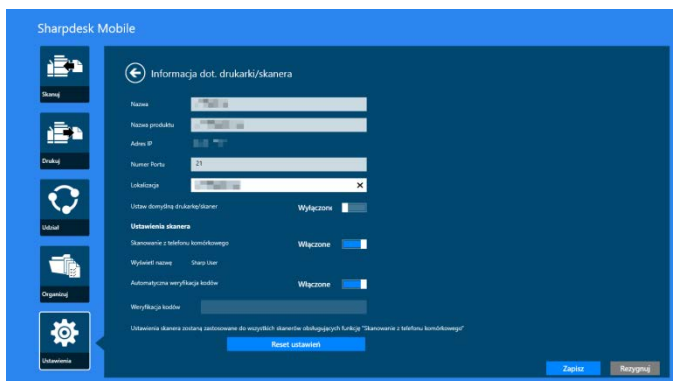 Sharpdesk Mobile
Skanuj
Drukuj
Udział
Organizuj
Ustawienia
Informacja dot. drukarki/skanera
Nazwa
Nazwa produktu
Adres IP
Numer Portu 21
Lokalizacja
Ustaw domyślną drukarkę/skaner Wyłączone
Ustawienia skanera
Skanowanie z telefonu komórkowego Włączone
Wyświetl nazwę Sharp User
Automatyczna weryfikacja kodów Włączone
Weryfikacja kodów
Ustawienia skanera zostaną zastosowane do wszystkich skanerów obsługujących funkcję "Skanowanie z telefonu komórkowego"
Reset ustawień
Zapisz Rezygnuj